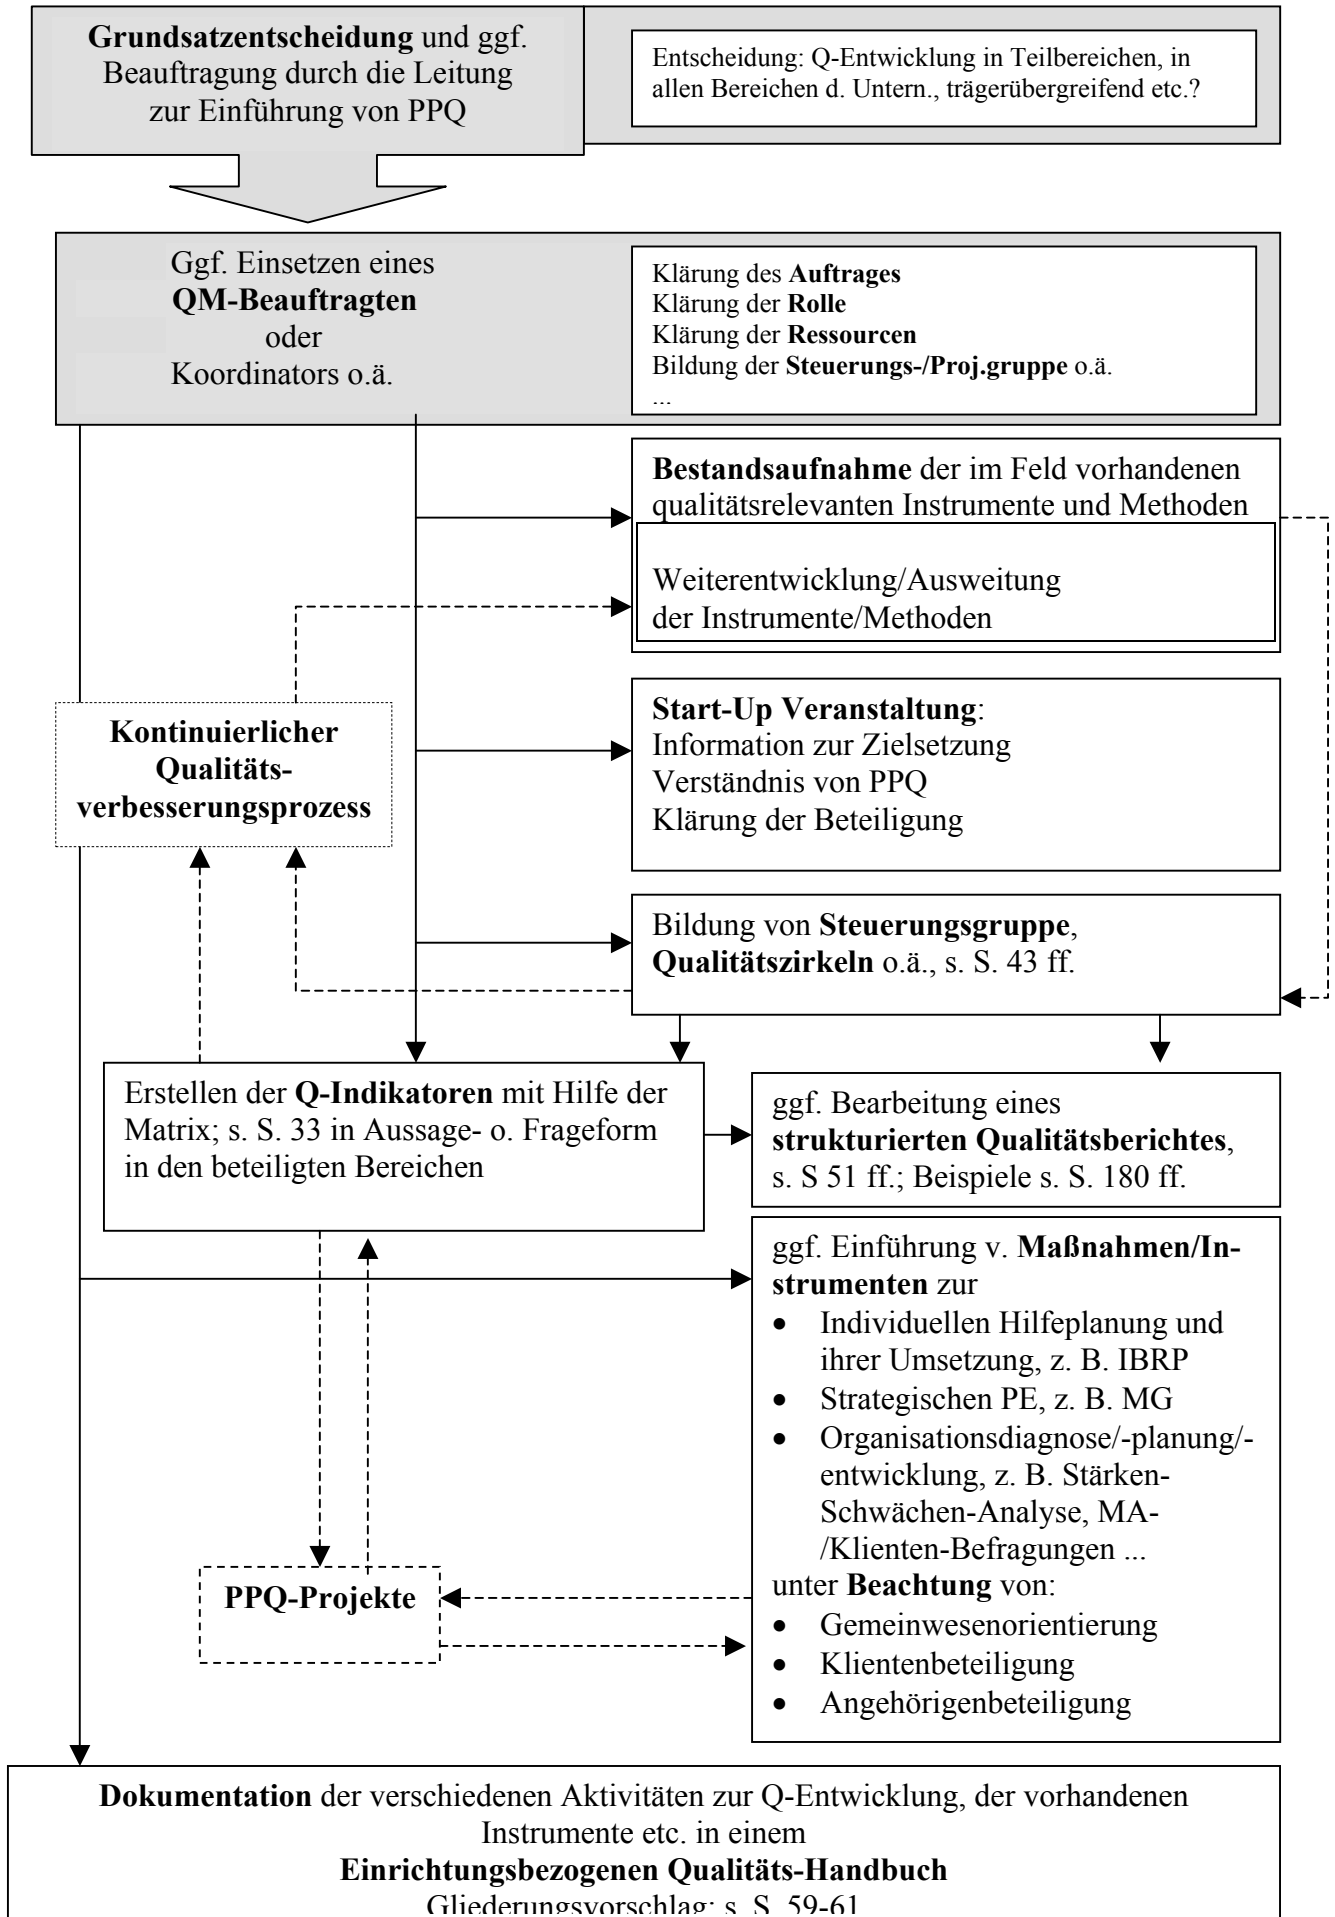 Grundsatzentscheidung und ggf.
Beauftragung durch die Leitung
zur Einführung von PPQ
Entscheidung: Q-Entwicklung in Teilbereichen, in
allen Bereichen d. Untern., trägerübergreifend etc.?
Ggf. Einsetzen eines
QM-Beauftragten
oder
Koordinators o.ä.
Klärung des Auftrages
Klärung der Rolle
Klärung der Ressourcen
Bildung der Steuerungs-/Proj.gruppe o.ä.
...
Bestandsaufnahme der im Feld vorhandenen
qualitätsrelevanten Instrumente und Methoden
Weiterentwicklung/Ausweitung
der Instrumente/Methoden
Kontinuierlicher
Qualitäts-
verbesserungsprozess
Start-Up Veranstaltung:
Information zur Zielsetzung
Verständnis von PPQ
Klärung der Beteiligung
Bildung von Steuerungsgruppe,
Qualitätszirkeln o.ä., s. S. 43 ff.
Erstellen der Q-Indikatoren mit Hilfe der
Matrix; s. S. 33 in Aussage- o. Frageform
in den beteiligten Bereichen
ggf. Bearbeitung eines
strukturierten Qualitätsberichtes,
s. S 51 ff.; Beispiele s. S. 180 ff.
ggf. Einführung v. Maßnahmen/In-
strumenten zur
• Individuellen Hilfeplanung und
ihrer Umsetzung, z. B. IBRP
• Strategischen PE, z. B. MG
• Organisationsdiagnose/-planung/-
entwicklung, z. B. Stärken-
Schwächen-Analyse, MA-
/Klienten-Befragungen ...
unter Beachtung von:
• Gemeinwesenorientierung
• Klientenbeteiligung
• Angehörigenbeteiligung
PPQ-Projekte
Dokumentation der verschiedenen Aktivitäten zur Q-Entwicklung, der vorhandenen
Instrumente etc. in einem
Einrichtungsbezogenen Qualitäts-Handbuch
Gliederungsvorschlag: s. S. 59-61